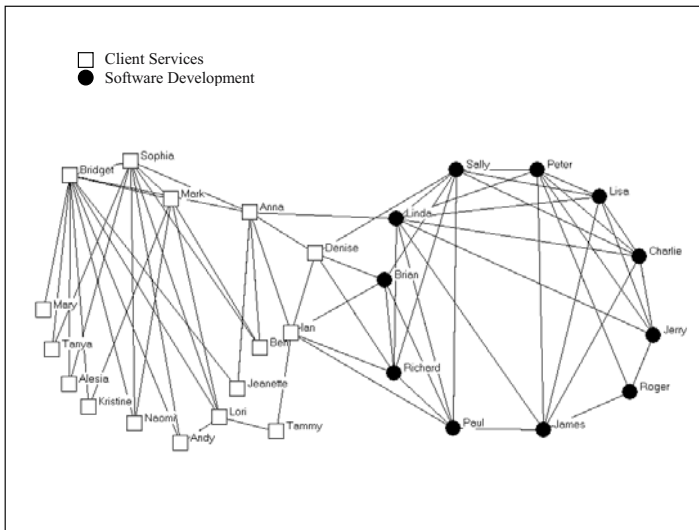 Client Services
Software Development
Sophia
Bridget
Sally
Peter
Mark
Lisa
Anna
Linda
Denise
Charlie
Brian
Mary
Ian
Jerry
Tanya
Ben
Richard
Alesia
Jeanette
Roger
Kristine
Lori
Naomi
Tammy
Paul
James
Andy